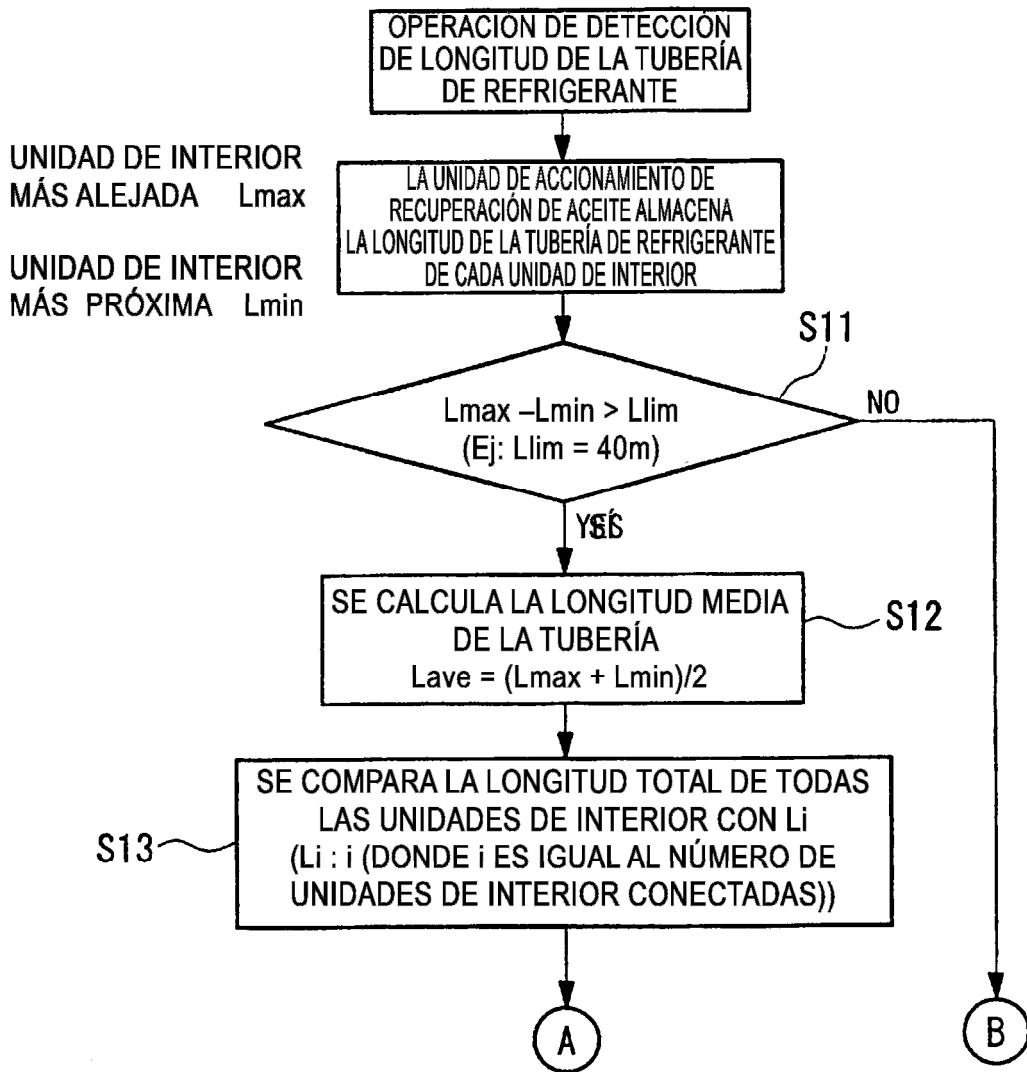 OPERACIÓN DE DETECCIÓN
DE LONGITUD DE LA TUBERÍA
DE REFRIGERANTE
UNIDAD DE INTERIOR
MÁS ALEJADA Lmax
UNIDAD DE INTERIOR
MÁS PRÓXIMA Lmin
LA UNIDAD DE ACCIONAMIENTO DE
RECUPERACIÓN DE ACEITE ALMACENA
LA LONGITUD DE LA TUBERÍA DE REFRIGERANTE
DE CADA UNIDAD DE INTERIOR
S11
Lmax –Lmin > Llim
(Ej: Llim = 40m)
NO
SÍ
SE CALCULA LA LONGITUD MEDIA
DE LA TUBERÍA
Lave = (Lmax + Lmin)/2
S12
SE COMPARA LA LONGITUD TOTAL DE TODAS
LAS UNIDADES DE INTERIOR CON Li
(Li : i (DONDE i ES IGUAL AL NÚMERO DE
UNIDADES DE INTERIOR CONECTADAS))
S13
A
B